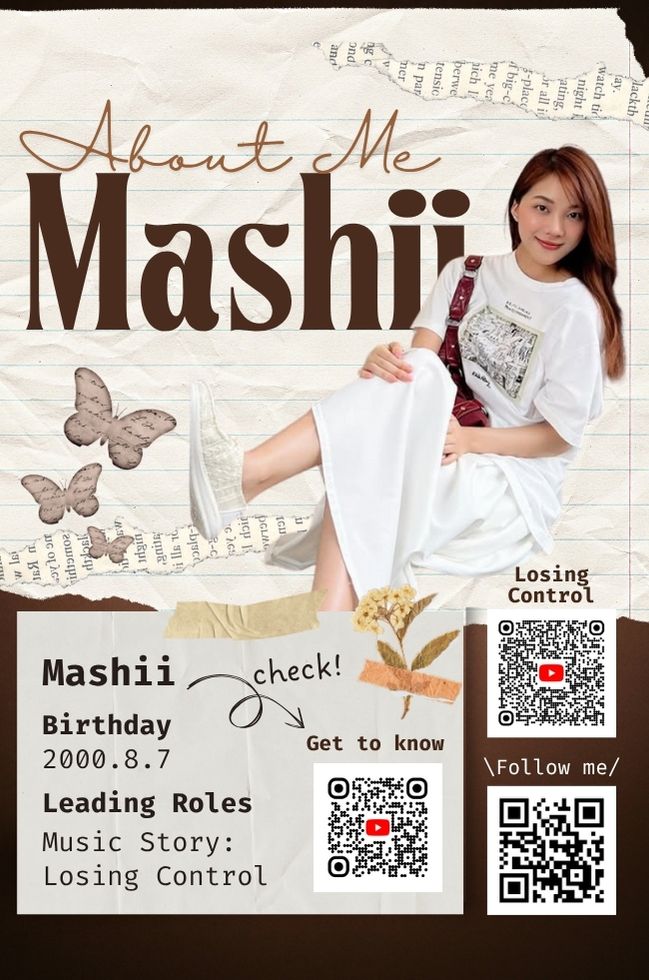 About Me
Mashii
Losing
Control
Mashii
check!
Birthday
2000.8.7
Get to know
\Follow me/
Leading Roles
Music Story:
Losing Control